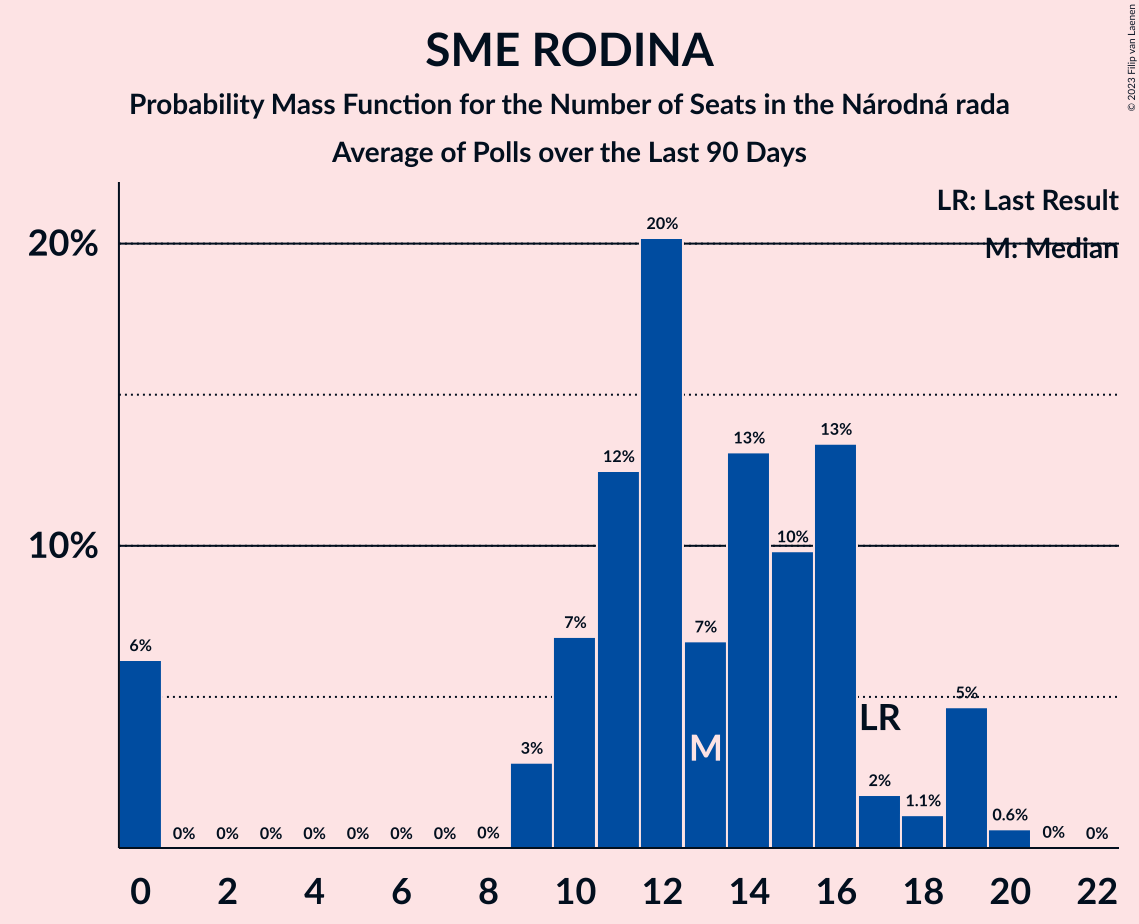 SME RODINA
Probability Mass Function for the Number of Seats in the Národná rada
Average of Polls over the Last 90 Days
© 2023 Filip van Laenen
LR: Last Result
M: Median
20%
10%
6%
0%
0%
0%
0%
0%
0%
0%
0%
3%
7%
12%
20%
7%
13%
10%
13%
2%
1.1%
5%
0.6%
0%
0%
M
LR
0 2 4 6 8 10 12 14 16 18 20 22